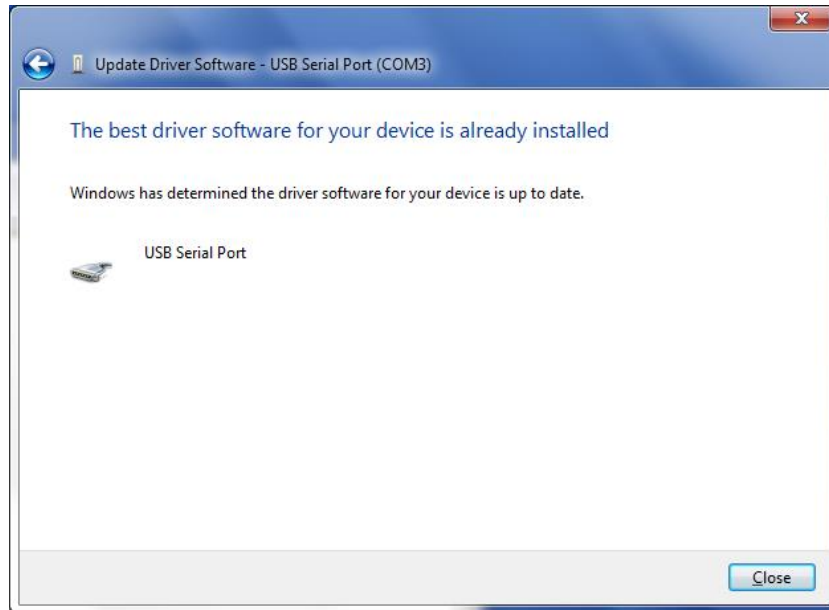 Update Driver Software - USB Serial Port (COM3)
The best driver software for your device is already installed
Windows has determined the driver software for your device is up to date.
USB Serial Port
Close